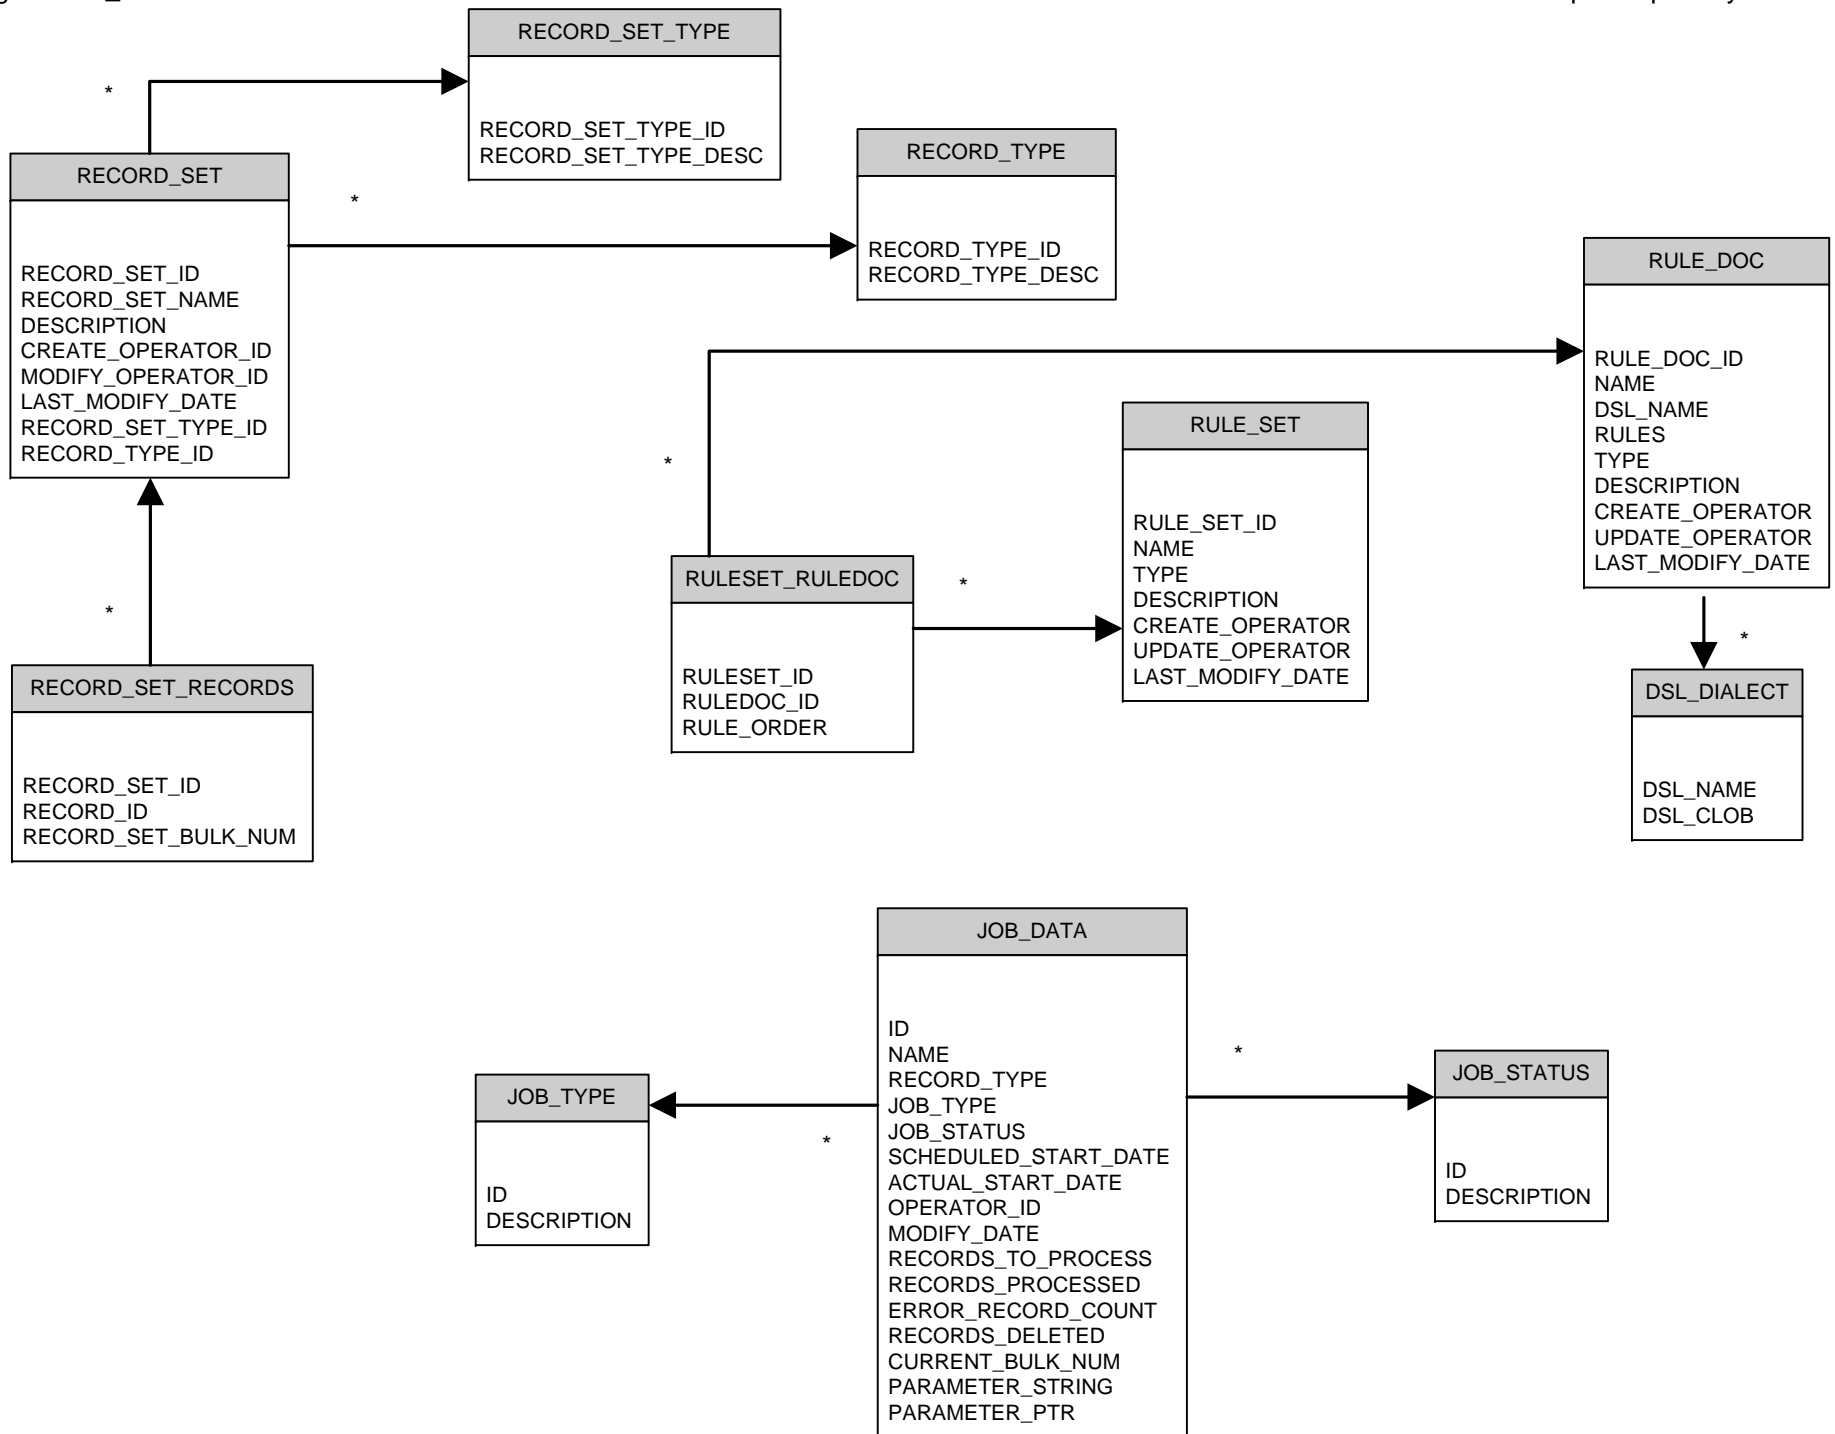 RECORD_SET_TYPE
RECORD_SET_TYPE_ID
RECORD_SET_TYPE_DESC
*
RECORD_TYPE
RECORD_TYPE_ID
RECORD_TYPE_DESC
RECORD_SET
RECORD_SET_ID
RECORD_SET_NAME
DESCRIPTION
CREATE_OPERATOR_ID
MODIFY_OPERATOR_ID
LAST_MODIFY_DATE
RECORD_SET_TYPE_ID
RECORD_TYPE_ID
*
RULE_DOC
RULE_DOC_ID
NAME
DSL_NAME
RULES
TYPE
DESCRIPTION
CREATE_OPERATOR
UPDATE_OPERATOR
LAST_MODIFY_DATE
RULE_SET
RULE_SET_ID
NAME
TYPE
DESCRIPTION
CREATE_OPERATOR
UPDATE_OPERATOR
LAST_MODIFY_DATE
*
RULESET_RULEDOC
RULESET_ID
RULEDOC_ID
RULE_ORDER
*
*
RECORD_SET_RECORDS
RECORD_SET_ID
RECORD_ID
RECORD_SET_BULK_NUM
*
DSL_DIALECT
DSL_NAME
DSL_CLOB
JOB_DATA
ID
NAME
RECORD_TYPE
JOB_TYPE
JOB_STATUS
SCHEDULED_START_DATE
ACTUAL_START_DATE
OPERATOR_ID
MODIFY_DATE
RECORDS_TO_PROCESS
RECORDS_PROCESSED
ERROR_RECORD_COUNT
RECORDS_DELETED
CURRENT_BULK_NUM
PARAMETER_STRING
PARAMETER_PTR
JOB_TYPE
ID
DESCRIPTION
*
*
JOB_STATUS
ID
DESCRIPTION